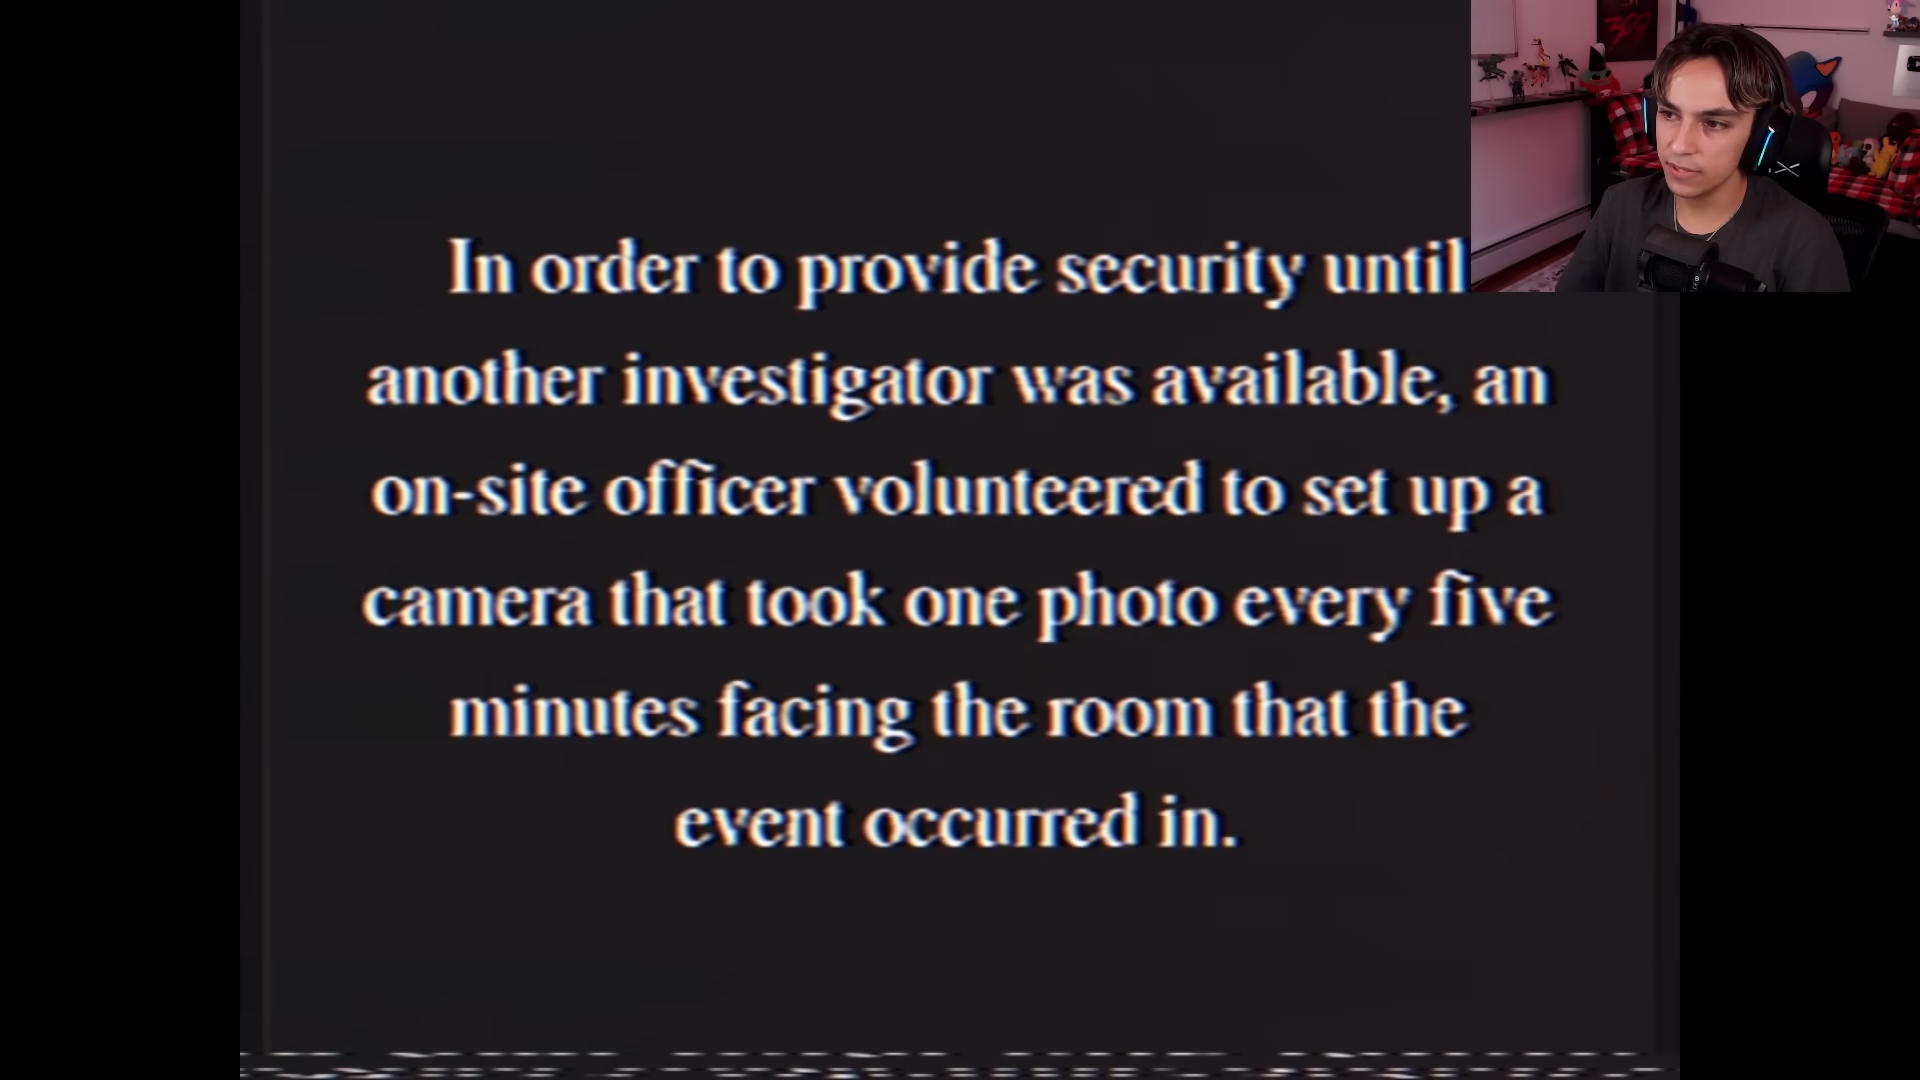 In order to provide security until
another investigator was available, an
on-site officer volunteered to set up a
camera that took one photo every five
minutes facing the room that the
event occurred in.
300